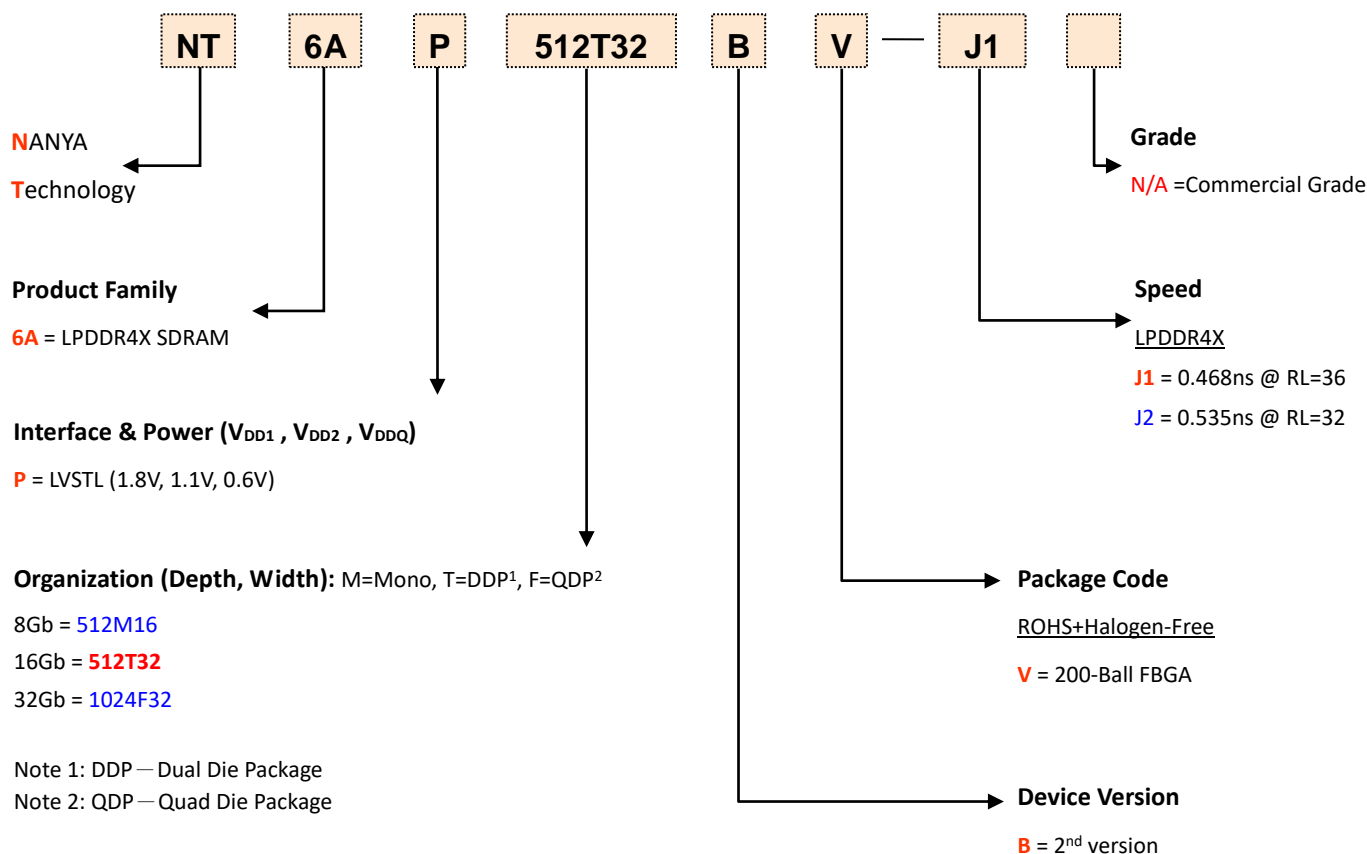 NT 6A P 512T32 B V — J1
NANYA
Technology
Grade
N/A =Commercial Grade
Product Family
6A = LPDDR4X SDRAM
Speed
LPDDR4X
J1 = 0.468ns @ RL=36
J2 = 0.535ns @ RL=32
Interface & Power (VDD1 , VDD2 , VDDQ)
P = LVSTL (1.8V, 1.1V, 0.6V)
Organization (Depth, Width): M=Mono, T=DDP¹, F=QDP²
8Gb = 512M16
16Gb = 512T32
32Gb = 1024F32
Package Code
ROHS+Halogen-Free
V = 200-Ball FBGA
Note 1: DDP — Dual Die Package
Note 2: QDP — Quad Die Package
Device Version
B = 2nd version